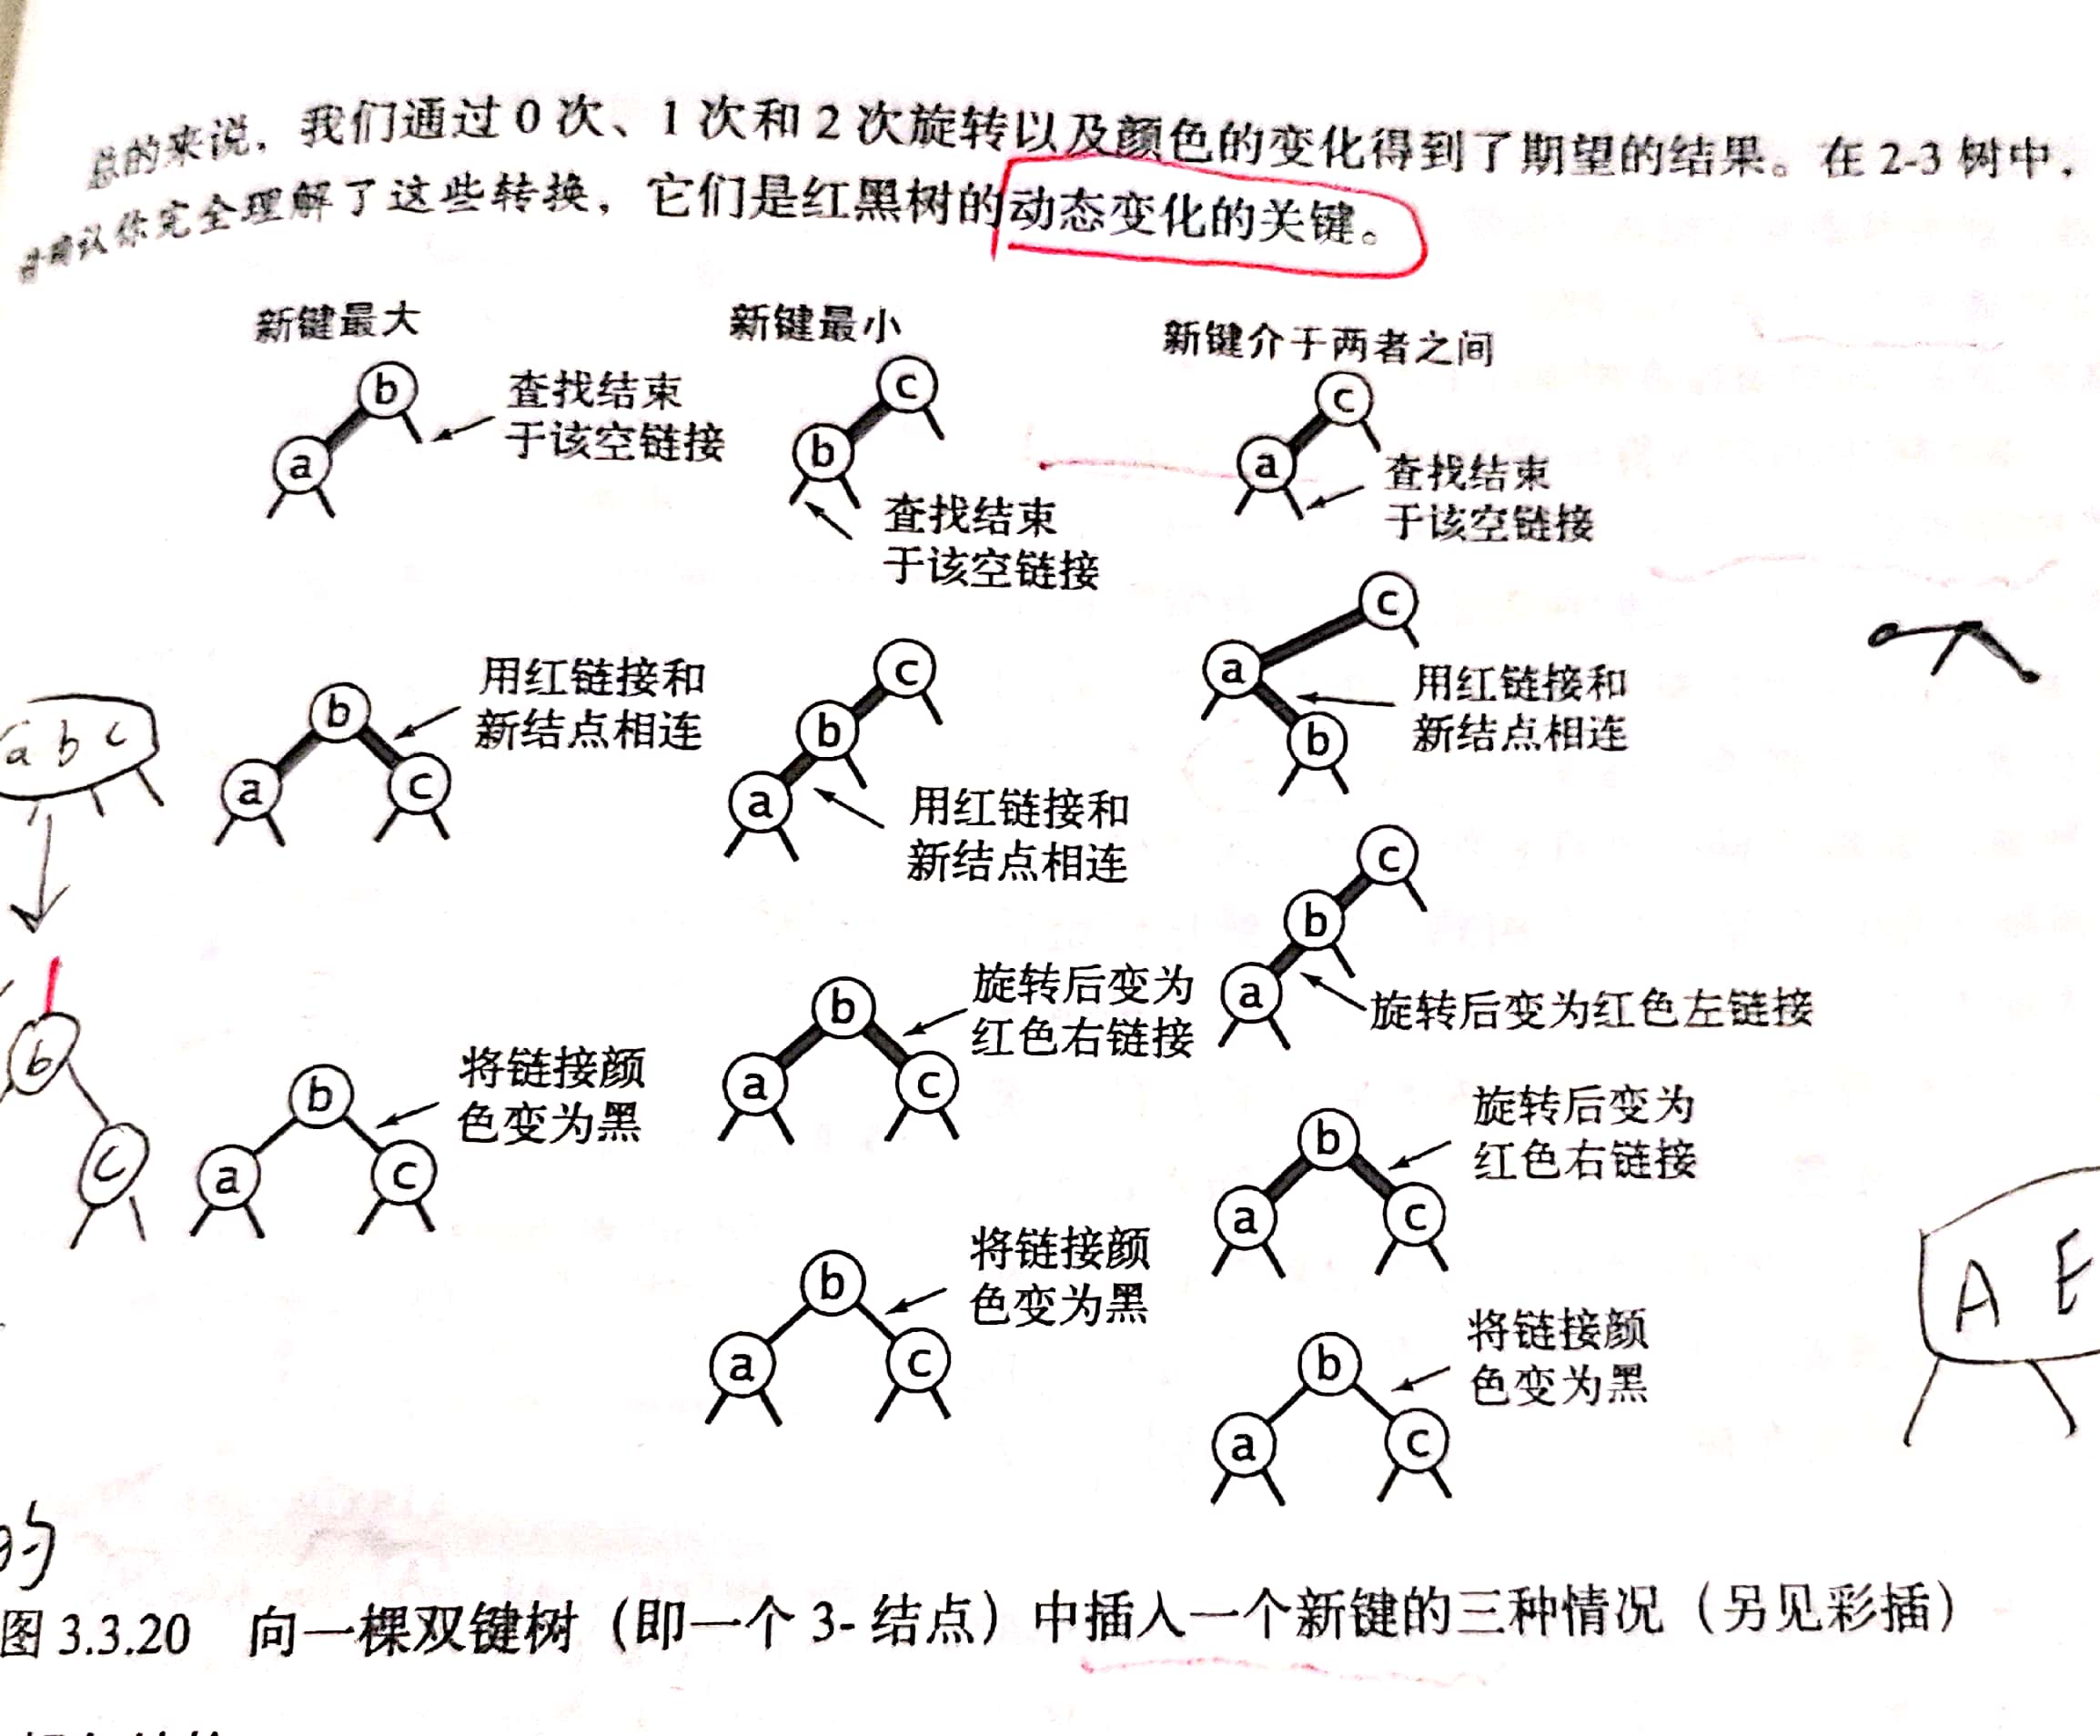 总的来说，我们通过 0 次、1 次和 2 次旋转以及颜色的变化得到了期望的结果。在 2-3 树中，
确认你完全理解了这些转换，它们是红黑树的动态变化的关键。
新键最大
b
a
查找结束
于该空链接
新键最小
c
b
查找结束
于该空链接
新键介于两者之间
c
a
查找结束
于该空链接
a b c
b
a
c
用红链接和
新结点相连
c
b
a
用红链接和
新结点相连
c
a
b
用红链接和
新结点相连
c
b
a
旋转后变为红色左链接
b
c
b
a
c
将链接颜
色变为黑
b
a
c
旋转后变为
红色右链接
b
a
c
旋转后变为
红色右链接
b
a
c
将链接颜
色变为黑
b
a
c
将链接颜
色变为黑
A E
的
图 3.3.20 向一棵双键树（即一个 3- 结点）中插入一个新键的三种情况（另见彩插）